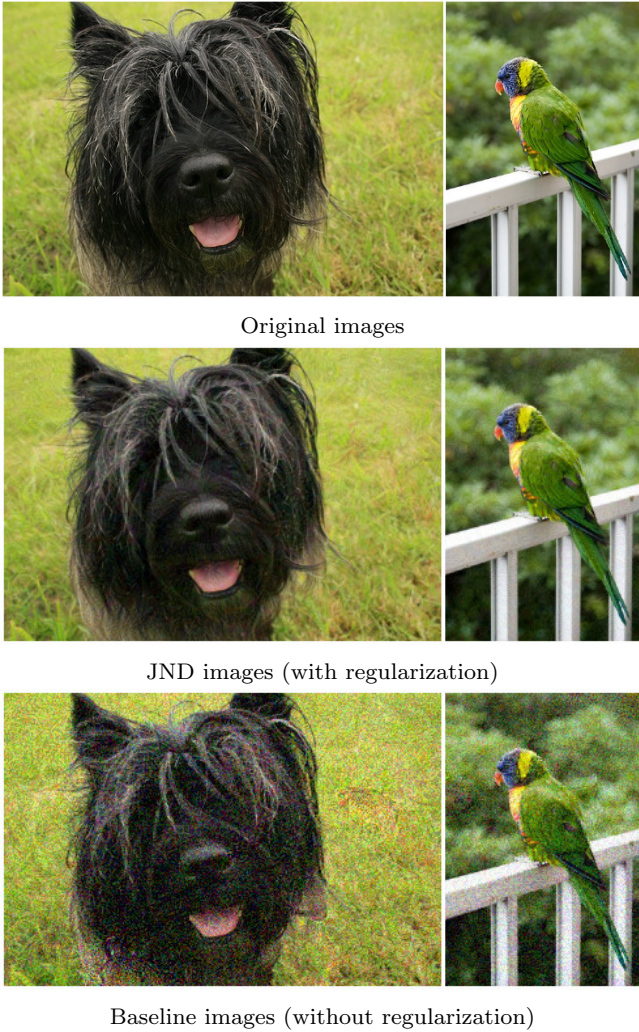 Original images
JND images (with regularization)
Baseline images (without regularization)